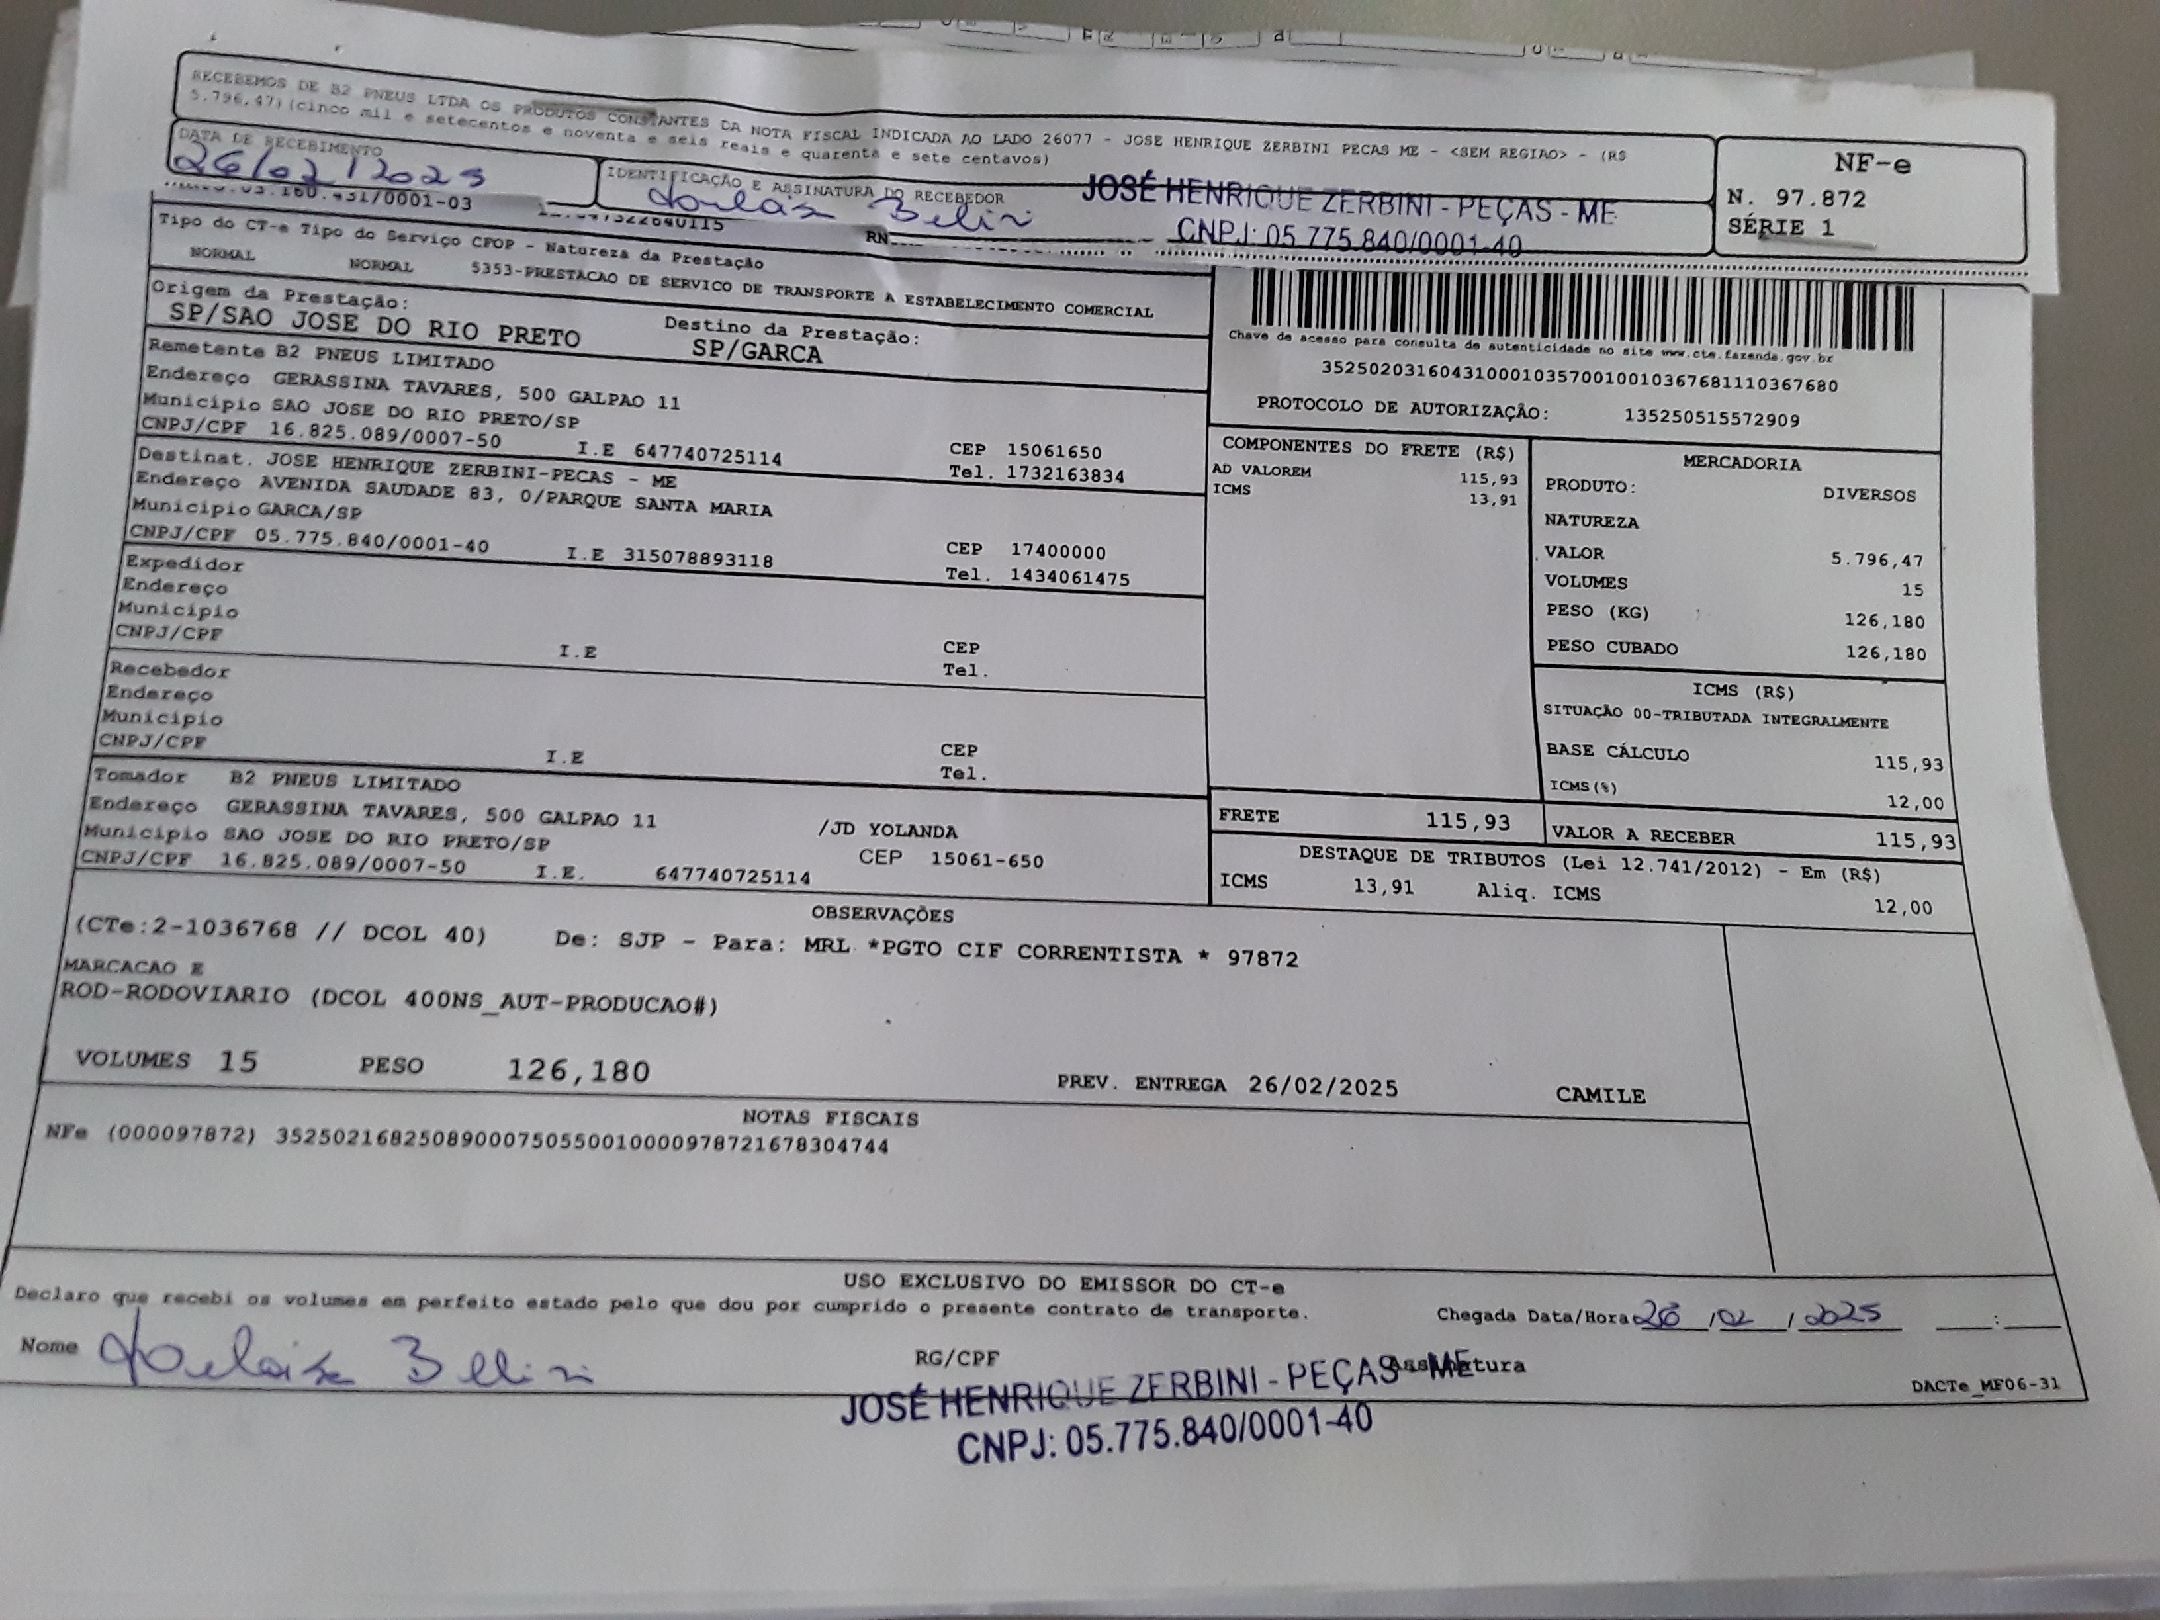 RECEBEMOS DE B2 PNEUS LTDA OS PRODUTOS CONSTANTES DA NOTA FISCAL INDICADA AO LADO 26077 - JOSE HENRIQUE ZERBINI PECAS ME - <SEM REGIAO> - (R$
5.796,47)(cinco mil e setecentos e noventa e seis reais e quarenta e sete centavos)
DATA DE RECEBIMENTO
26/02/2025
IDENTIFICAÇÃO E ASSINATURA DO RECEBEDOR
JOSÉ HENRIQUE ZERBINI - PEÇAS - ME
CNPJ: 05.775.840/0001-40
NF-e
N. 97.872
SÉRIE 1
Tipo do CT-e Tipo do Serviço CFOP - Natureza da Prestação
NORMAL NORMAL 5353-PRESTACAO DE SERVICO DE TRANSPORTE A ESTABELECIMENTO COMERCIAL
Origem da Prestação: Destino da Prestação:
SP/SAO JOSE DO RIO PRETO SP/GARCA
Remetente B2 PNEUS LIMITADO
Endereço GERASSINA TAVARES, 500 GALPAO 11
Município SAO JOSE DO RIO PRETO/SP CEP 15061650
CNPJ/CPF 16.825.089/0007-50 I.E 647740725114 Tel. 1732163834
Destinat. JOSE HENRIQUE ZERBINI-PECAS - ME
Endereço AVENIDA SAUDADE 83, 0/PARQUE SANTA MARIA
Município GARCA/SP CEP 17400000
CNPJ/CPF 05.775.840/0001-40 I.E 315078893118 Tel. 1434061475
Expedidor
Endereço
Município CEP
CNPJ/CPF I.E Tel.
Recebedor
Endereço
Município CEP
CNPJ/CPF I.E Tel.
Tomador B2 PNEUS LIMITADO
Endereço GERASSINA TAVARES, 500 GALPAO 11 /JD YOLANDA
Município SAO JOSE DO RIO PRETO/SP CEP 15061-650
CNPJ/CPF 16.825.089/0007-50 I.E. 647740725114
Chave de acesso para consulta de autenticidade no site www.cte.fazenda.gov.br
35250203160431000103570010010367681110367680
PROTOCOLO DE AUTORIZAÇÃO: 135250515572909
COMPONENTES DO FRETE (R$)
AD VALOREM 115,93
ICMS 13,91
MERCADORIA
PRODUTO: DIVERSOS
NATUREZA
VALOR 5.796,47
VOLUMES 15
PESO (KG) 126,180
PESO CUBADO 126,180
ICMS (R$)
SITUAÇÃO 00-TRIBUTADA INTEGRALMENTE
BASE CÁLCULO 115,93
ICMS(%) 12,00
FRETE 115,93 VALOR A RECEBER 115,93
DESTAQUE DE TRIBUTOS (Lei 12.741/2012) - Em (R$)
ICMS 13,91 Aliq. ICMS 12,00
OBSERVAÇÕES
(CTe:2-1036768 // DCOL 40) De: SJP - Para: MRL *PGTO CIF CORRENTISTA * 97872
MARCACAO E
ROD-RODOVIARIO (DCOL 400NS_AUT-PRODUCAO#)
VOLUMES 15 PESO 126,180 PREV. ENTREGA 26/02/2025 CAMILE
NOTAS FISCAIS
NFe (000097872) 35250216825089000750550010000978721678304744
USO EXCLUSIVO DO EMISSOR DO CT-e
Declaro que recebi os volumes em perfeito estado pelo que dou por cumprido o presente contrato de transporte. Chegada Data/Hora 26/02/2025 __:__
Nome RG/CPF Assinatura
JOSÉ HENRIQUE ZERBINI - PEÇAS - ME
CNPJ: 05.775.840/0001-40
DACTe_MF06-31